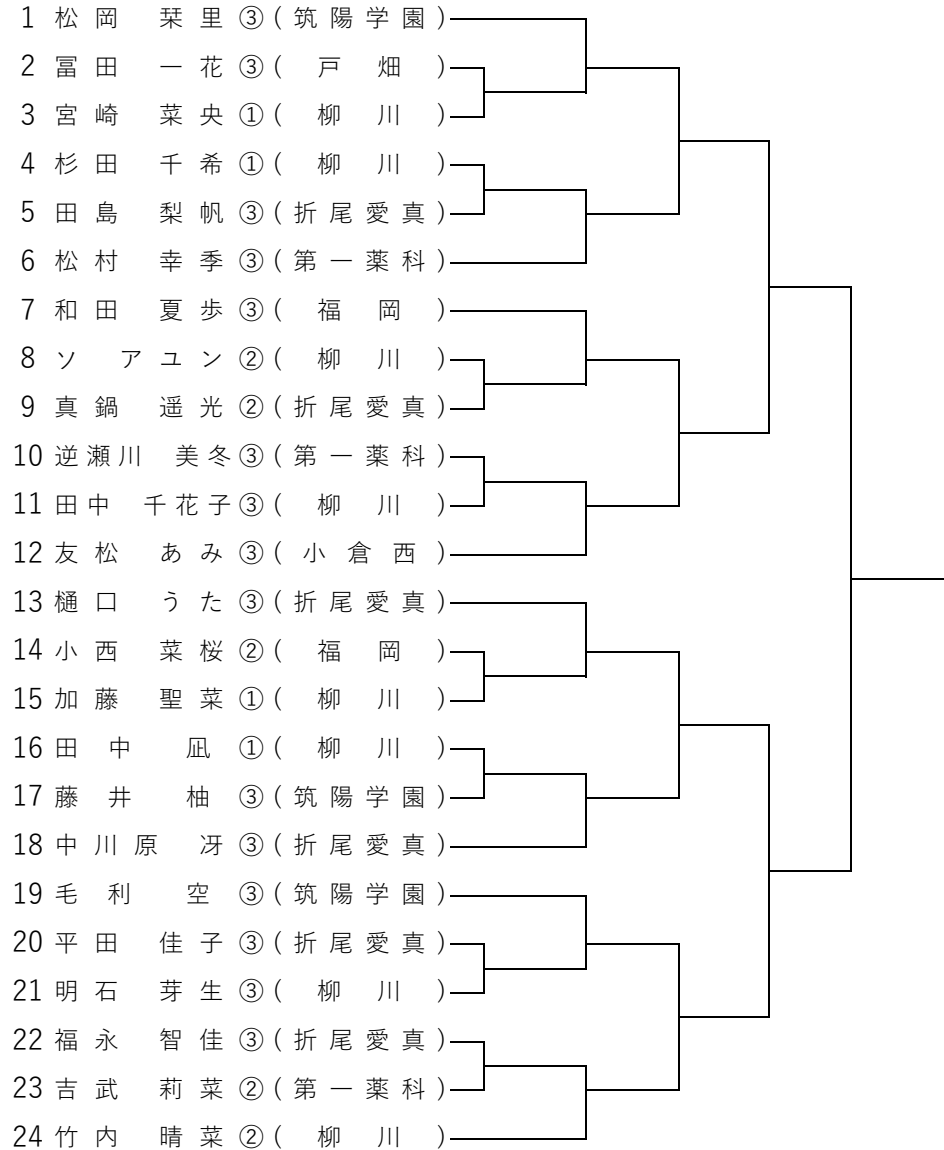 1 松岡 栞里 ③ (筑陽学園)
2 冨田 一花 ③ (戸畑)
3 宮崎 菜央 ① (柳川)
4 杉田 千希 ① (柳川)
5 田島 梨帆 ③ (折尾愛真)
6 松村 幸季 ③ (第一薬科)
7 和田 夏歩 ③ (福岡)
8 ソ アユン ② (柳川)
9 真鍋 遥光 ② (折尾愛真)
10 逆瀬川 美冬 ③ (第一薬科)
11 田中 千花子 ③ (柳川)
12 友松 あみ ③ (小倉西)
13 樋口 うた ③ (折尾愛真)
14 小西 菜桜 ② (福岡)
15 加藤 聖菜 ① (柳川)
16 田中 凪 ① (柳川)
17 藤井 柚 ③ (筑陽学園)
18 中川原 冴 ③ (折尾愛真)
19 毛利 空 ③ (筑陽学園)
20 平田 佳子 ③ (折尾愛真)
21 明石 芽生 ③ (柳川)
22 福永 智佳 ③ (折尾愛真)
23 吉武 莉菜 ② (第一薬科)
24 竹内 晴菜 ② (柳川)